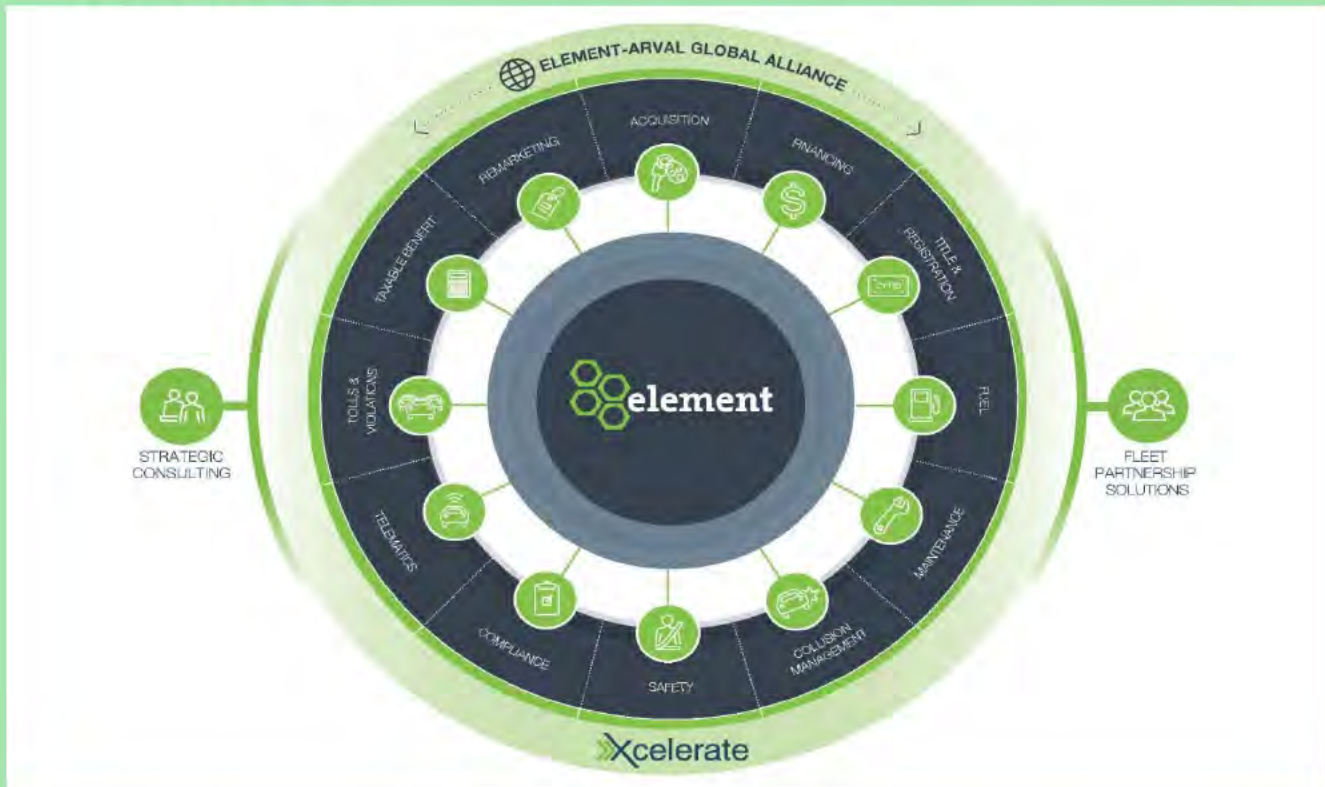 ELEMENT-ARVAL GLOBAL ALLIANCE
ACQUISITION
FINANCING
TITLE &
REGISTRATION
FUEL
MAINTENANCE
COLLISION
MANAGEMENT
SAFETY
COMPLIANCE
TELEMATICS
TOLLS &
VIOLATIONS
TAXABLE BENEFIT
REMARKETING
element
STRATEGIC
CONSULTING
FLEET
PARTNERSHIP
SOLUTIONS
Xcelerate